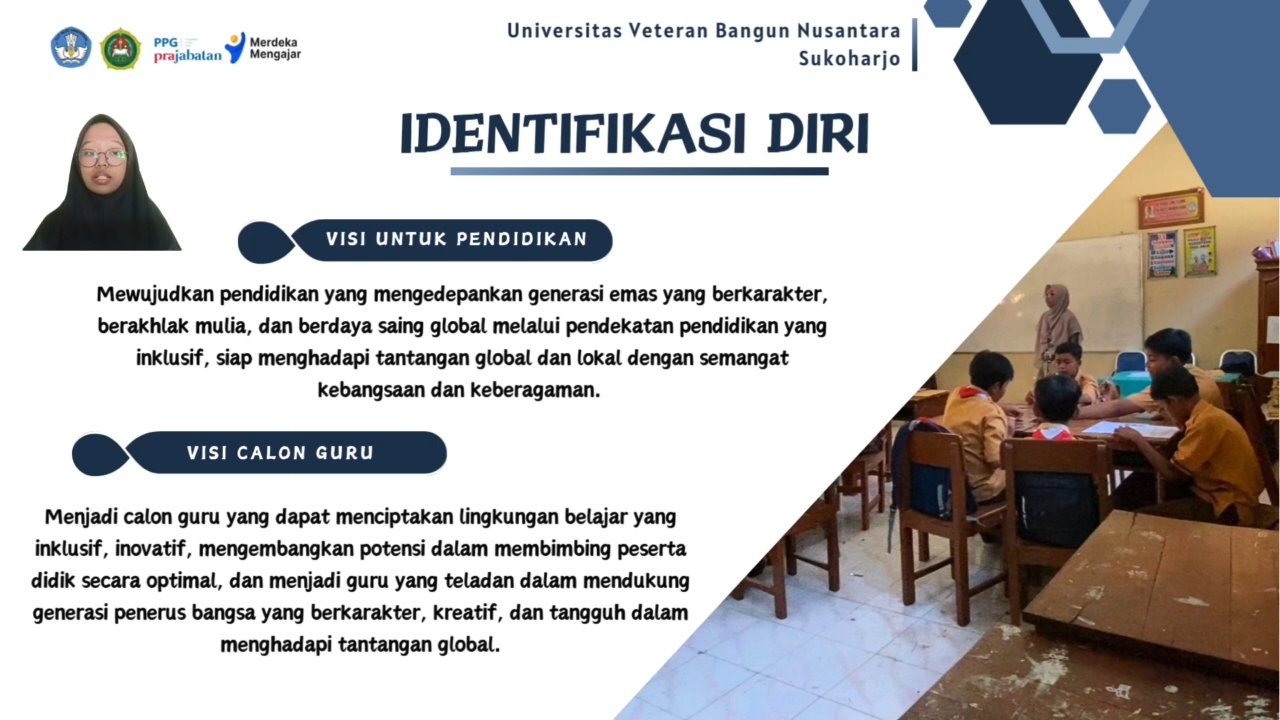 PPG
prajabatan
Merdeka
Mengajar
Universitas Veteran Bangun Nusantara
Sukoharjo
IDENTIFIKASI DIRI
VISI UNTUK PENDIDIKAN
Mewujudkan pendidikan yang mengedepankan generasi emas yang berkarakter,
berakhlak mulia, dan berdaya saing global melalui pendekatan pendidikan yang
inklusif, siap menghadapi tantangan global dan lokal dengan semangat
kebangsaan dan keberagaman.
VISI CALON GURU
Menjadi calon guru yang dapat menciptakan lingkungan belajar yang
inklusif, inovatif, mengembangkan potensi dalam membimbing peserta
didik secara optimal, dan menjadi guru yang teladan dalam mendukung
generasi penerus bangsa yang berkarakter, kreatif, dan tangguh dalam
menghadapi tantangan global.